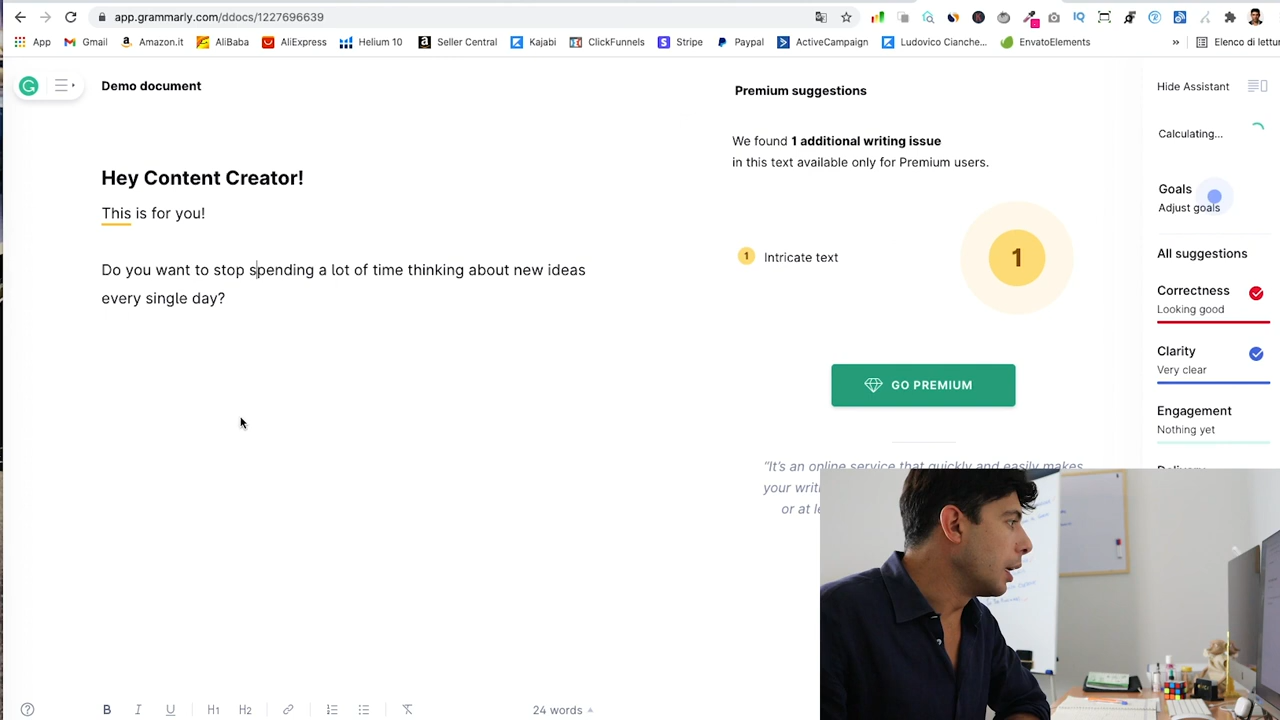 app.grammarly.com/ddocs/1227696639
App Gmail Amazon.it AliBaba AliExpress Helium 10 Seller Central Kajabi ClickFunnels Stripe Paypal ActiveCampaign Ludovico Cianche... EnvatoElements » Elenco di lettu
Demo document
Hey Content Creator!
This is for you!
Do you want to stop spending a lot of time thinking about new ideas
every single day?
B I U H1 H2
24 words
Premium suggestions
We found 1 additional writing issue
in this text available only for Premium users.
1 Intricate text
1
GO PREMIUM
“It’s an online service that quickly and easily makes
your writi
or at le
Hide Assistant
Calculating...
Goals
Adjust goals
All suggestions
Correctness
Looking good
Clarity
Very clear
Engagement
Nothing yet